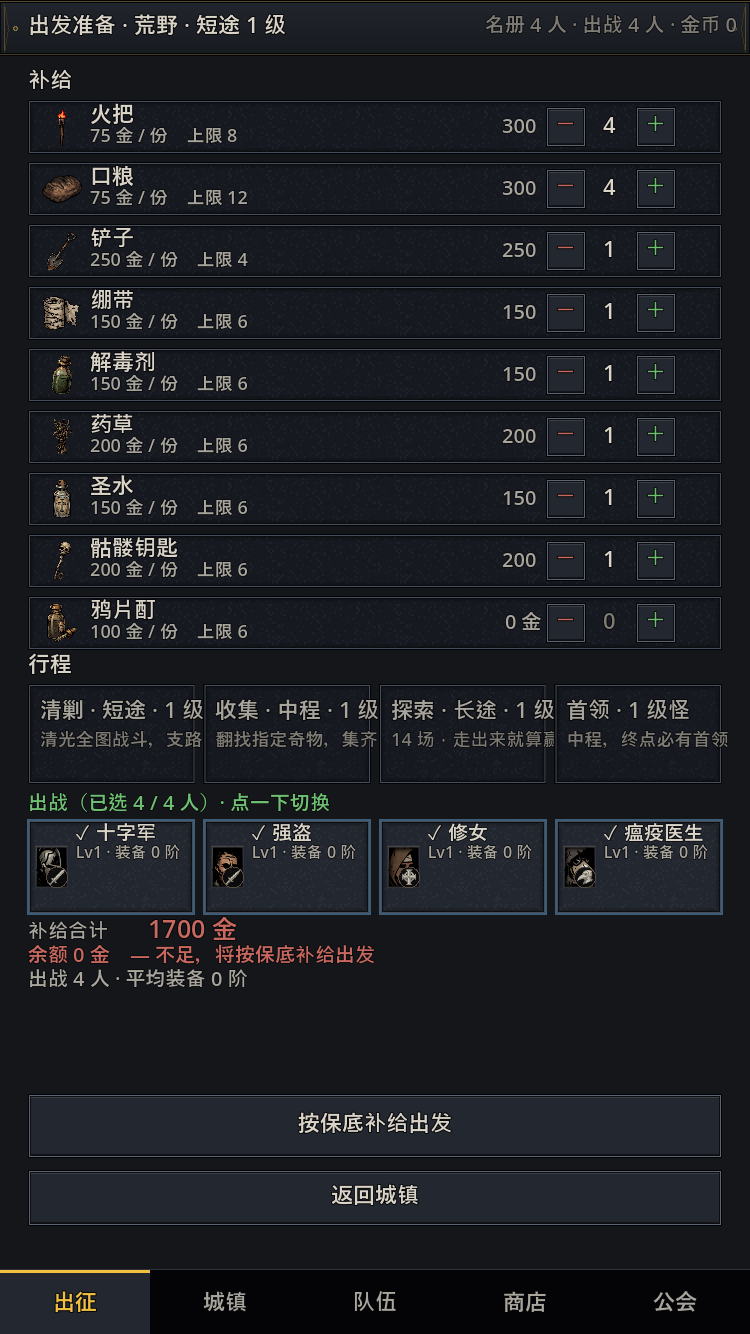 出发准备 · 荒野 · 短途 1 级
名册 4 人 · 出战 4 人 · 金币 0
补给
火把
75 金 / 份 上限 8
300 − 4 +
口粮
75 金 / 份 上限 12
300 − 4 +
铲子
250 金 / 份 上限 4
250 − 1 +
绷带
150 金 / 份 上限 6
150 − 1 +
解毒剂
150 金 / 份 上限 6
150 − 1 +
药草
200 金 / 份 上限 6
200 − 1 +
圣水
150 金 / 份 上限 6
150 − 1 +
骷髅钥匙
200 金 / 份 上限 6
200 − 1 +
鸦片酊
100 金 / 份 上限 6
0 金 − 0 +
行程
清剿 · 短途 · 1 级
清光全图战斗，支路
收集 · 中程 · 1 级
翻找指定奇物，集齐
探索 · 长途 · 1 级
14 场 · 走出来就算赢
首领 · 1 级怪
中程，终点必有首领
出战（已选 4 / 4 人）· 点一下切换
✓ 十字军
Lv1 · 装备 0 阶
✓ 强盗
Lv1 · 装备 0 阶
✓ 修女
Lv1 · 装备 0 阶
✓ 瘟疫医生
Lv1 · 装备 0 阶
补给合计 1700 金
余额 0 金 — 不足，将按保底补给出发
出战 4 人 · 平均装备 0 阶
按保底补给出发
返回城镇
出征 城镇 队伍 商店 公会